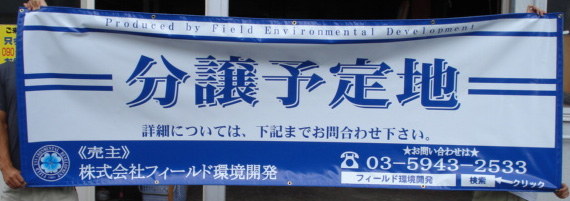 Produced by Field Environmental Development
分譲予定地
詳細については、下記までお問合わせ下さい。
《売主》
株式会社フィールド環境開発
★お問い合わせは★
☎03-5943-2533
フィールド環境開発 検索 ←クリック